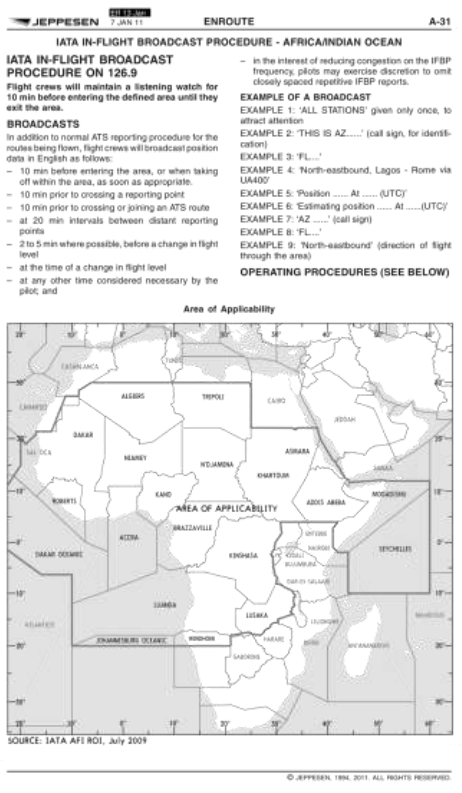 JEPPESEN
Eff 13 Jan
7 JAN 11
ENROUTE
A-31
IATA IN-FLIGHT BROADCAST PROCEDURE - AFRICA/INDIAN OCEAN
IATA IN-FLIGHT BROADCAST
PROCEDURE ON 126.9
Flight crews will maintain a listening watch for
10 min before entering the defined area until they
exit the area.
BROADCASTS
In addition to normal ATS reporting procedure for the
routes being flown, flight crews will broadcast position
data in English as follows:
– 10 min before entering the area, or when taking
off within the area, as soon as appropriate.
– 10 min prior to crossing a reporting point
– 10 min prior to crossing or joining an ATS route
– at 20 min intervals between distant reporting
points
– 2 to 5 min where possible, before a change in flight
level
– at the time of a change in flight level
– at any other time considered necessary by the
pilot; and
– in the interest of reducing congestion on the IFBP
frequency, pilots may exercise discretion to omit
closely spaced repetitive IFBP reports.
EXAMPLE OF A BROADCAST
EXAMPLE 1: 'ALL STATIONS' given only once, to
attract attention
EXAMPLE 2: 'THIS IS AZ......' (call sign, for identifi-
cation)
EXAMPLE 3: 'FL...'
EXAMPLE 4: 'North-eastbound, Lagos - Rome via
UA400'
EXAMPLE 5: 'Position ...... At ...... (UTC)'
EXAMPLE 6: 'Estimating position ...... At ......(UTC)'
EXAMPLE 7: 'AZ ......' (call sign)
EXAMPLE 8: 'FL...'
EXAMPLE 9: 'North-eastbound' (direction of flight
through the area)
OPERATING PROCEDURES (SEE BELOW)
Area of Applicability
CASABLANCA
TUNIS
CANARIES
ALGIERS
TRIPOLI
CAIRO
JEDDAH
DAKAR
SAL OCA
NIAMEY
N'DJAMENA
ASMARA
KHARTOUM
SANAA
ROBERTS
KANO
ADDIS ABEBA
MOGADISHU
AREA OF APPLICABILITY
ACCRA
BRAZZAVILLE
ENTEBBE
NAIROBI
DAKAR OCEANIC
KINSHASA
KIGALI
BUJUMBURA
SEYCHELLES
DAR-ES-SALAAM
LUANDA
ATLANTICO
LUSAKA
LILONGWE
MAURITIUS
JOHANNESBURG OCEANIC
WINDHOEK
HARARE
BEIRA
ANTANANARIVO
GABORONE
SOURCE: IATA AFI ROI, July 2009
© JEPPESEN, 1994, 2011. ALL RIGHTS RESERVED.